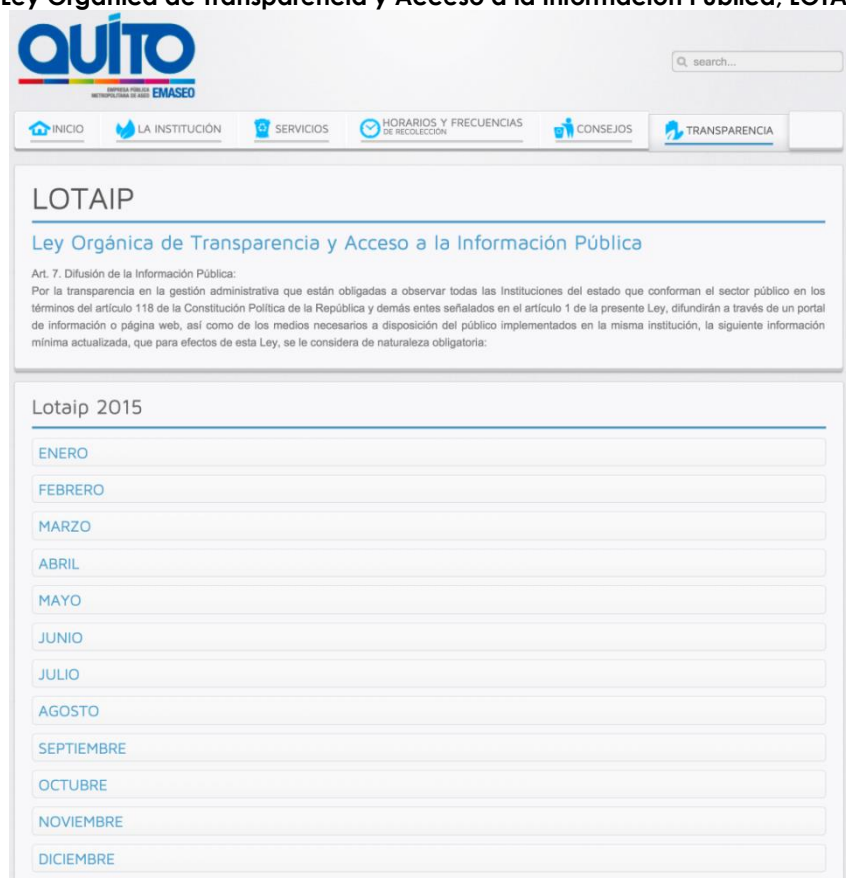 Ley Orgánica de Transparencia y Acceso a la Información Pública, LOTA
QUÍTO
EMPRESA PÚBLICA
METROPOLITANA DE ASEO EMASEO
search...
INICIO
LA INSTITUCIÓN
SERVICIOS
HORARIOS Y FRECUENCIAS
DE RECOLECCIÓN
CONSEJOS
TRANSPARENCIA
LOTAIP
Ley Orgánica de Transparencia y Acceso a la Información Pública
Art. 7. Difusión de la Información Pública:
Por la transparencia en la gestión administrativa que están obligadas a observar todas las Instituciones del estado que conforman el sector público en los
términos del artículo 118 de la Constitución Política de la República y demás entes señalados en el artículo 1 de la presente Ley, difundirán a través de un portal
de información o página web, así como de los medios necesarios a disposición del público implementados en la misma institución, la siguiente información
mínima actualizada, que para efectos de esta Ley, se le considera de naturaleza obligatoria:
Lotaip 2015
ENERO
FEBRERO
MARZO
ABRIL
MAYO
JUNIO
JULIO
AGOSTO
SEPTIEMBRE
OCTUBRE
NOVIEMBRE
DICIEMBRE